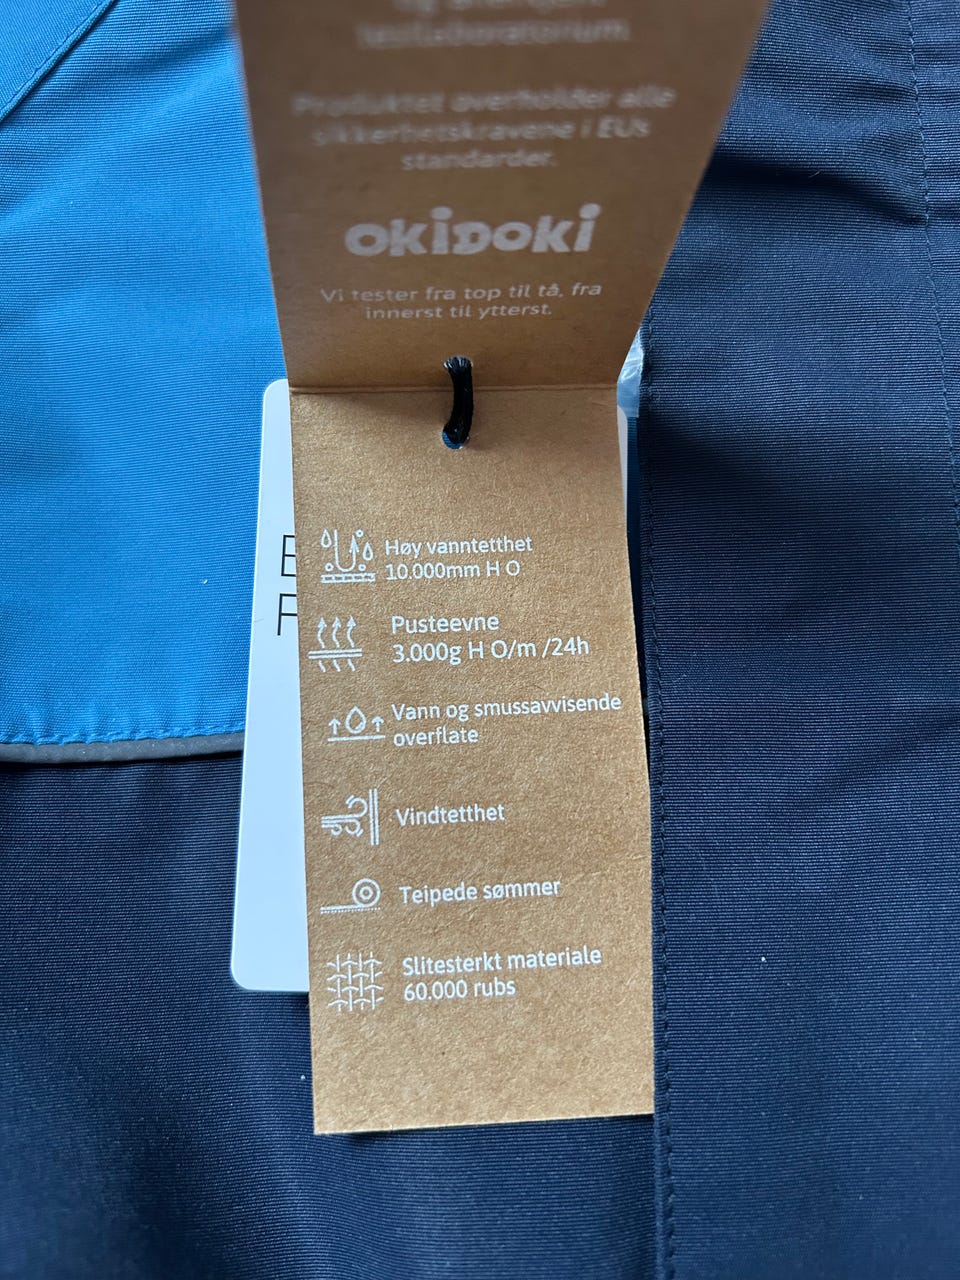 testlaboratorium.
Produktet overholder alle
sikkerhetskravene i EUs
standarder.
OKiDOKi
Vi tester fra top til tå, fra
innerst til ytterst.
E
F
Høy vanntetthet
10.000mm H O
Pusteevne
3.000g H O/m /24h
Vann og smussavvisende
overflate
Vindtetthet
Teipede sømmer
Slitesterkt materiale
60.000 rubs